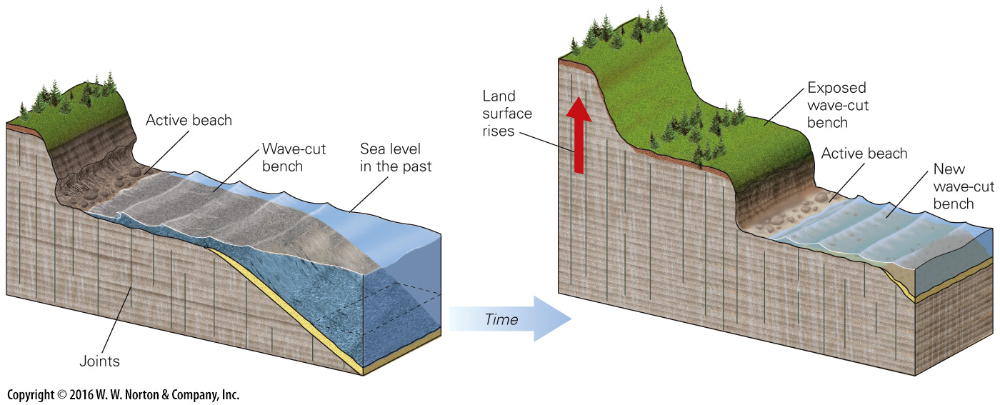 Active beach
Wave-cut
bench
Sea level
in the past
Joints
Time
Land
surface
rises
Exposed
wave-cut
bench
Active beach
New
wave-cut
bench
Copyright © 2016 W. W. Norton & Company, Inc.